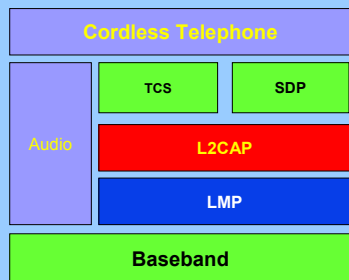 Cordless Telephone
TCS
SDP
Audio
L2CAP
LMP
Baseband